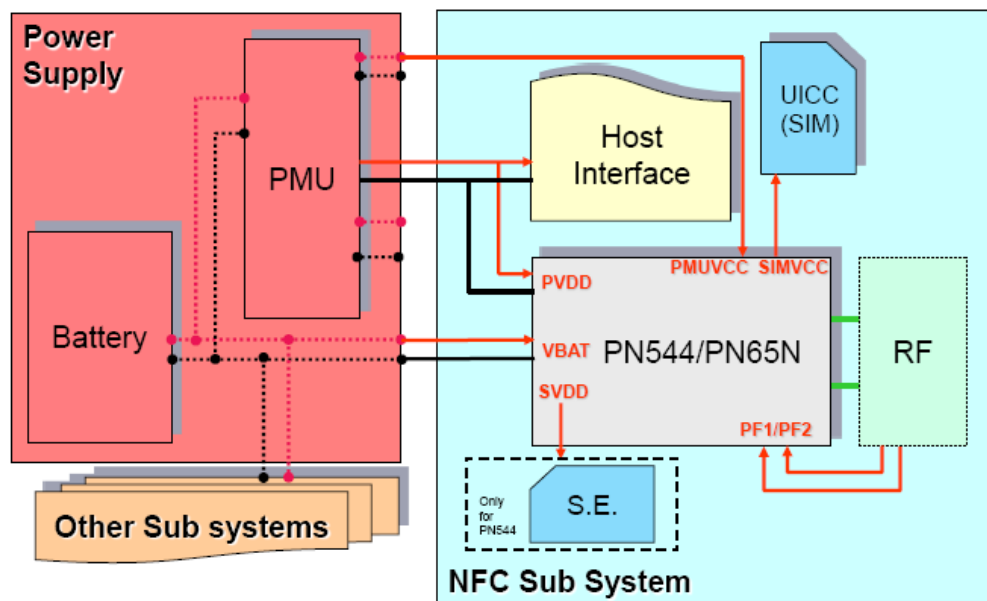 Power
Supply
PMU
Battery
Other Sub systems
Host
Interface
UICC
(SIM)
PMUVCC SIMVCC
PVDD
VBAT
PN544/PN65N
SVDD
PF1/PF2
RF
Only
for
PN544
S.E.
NFC Sub System